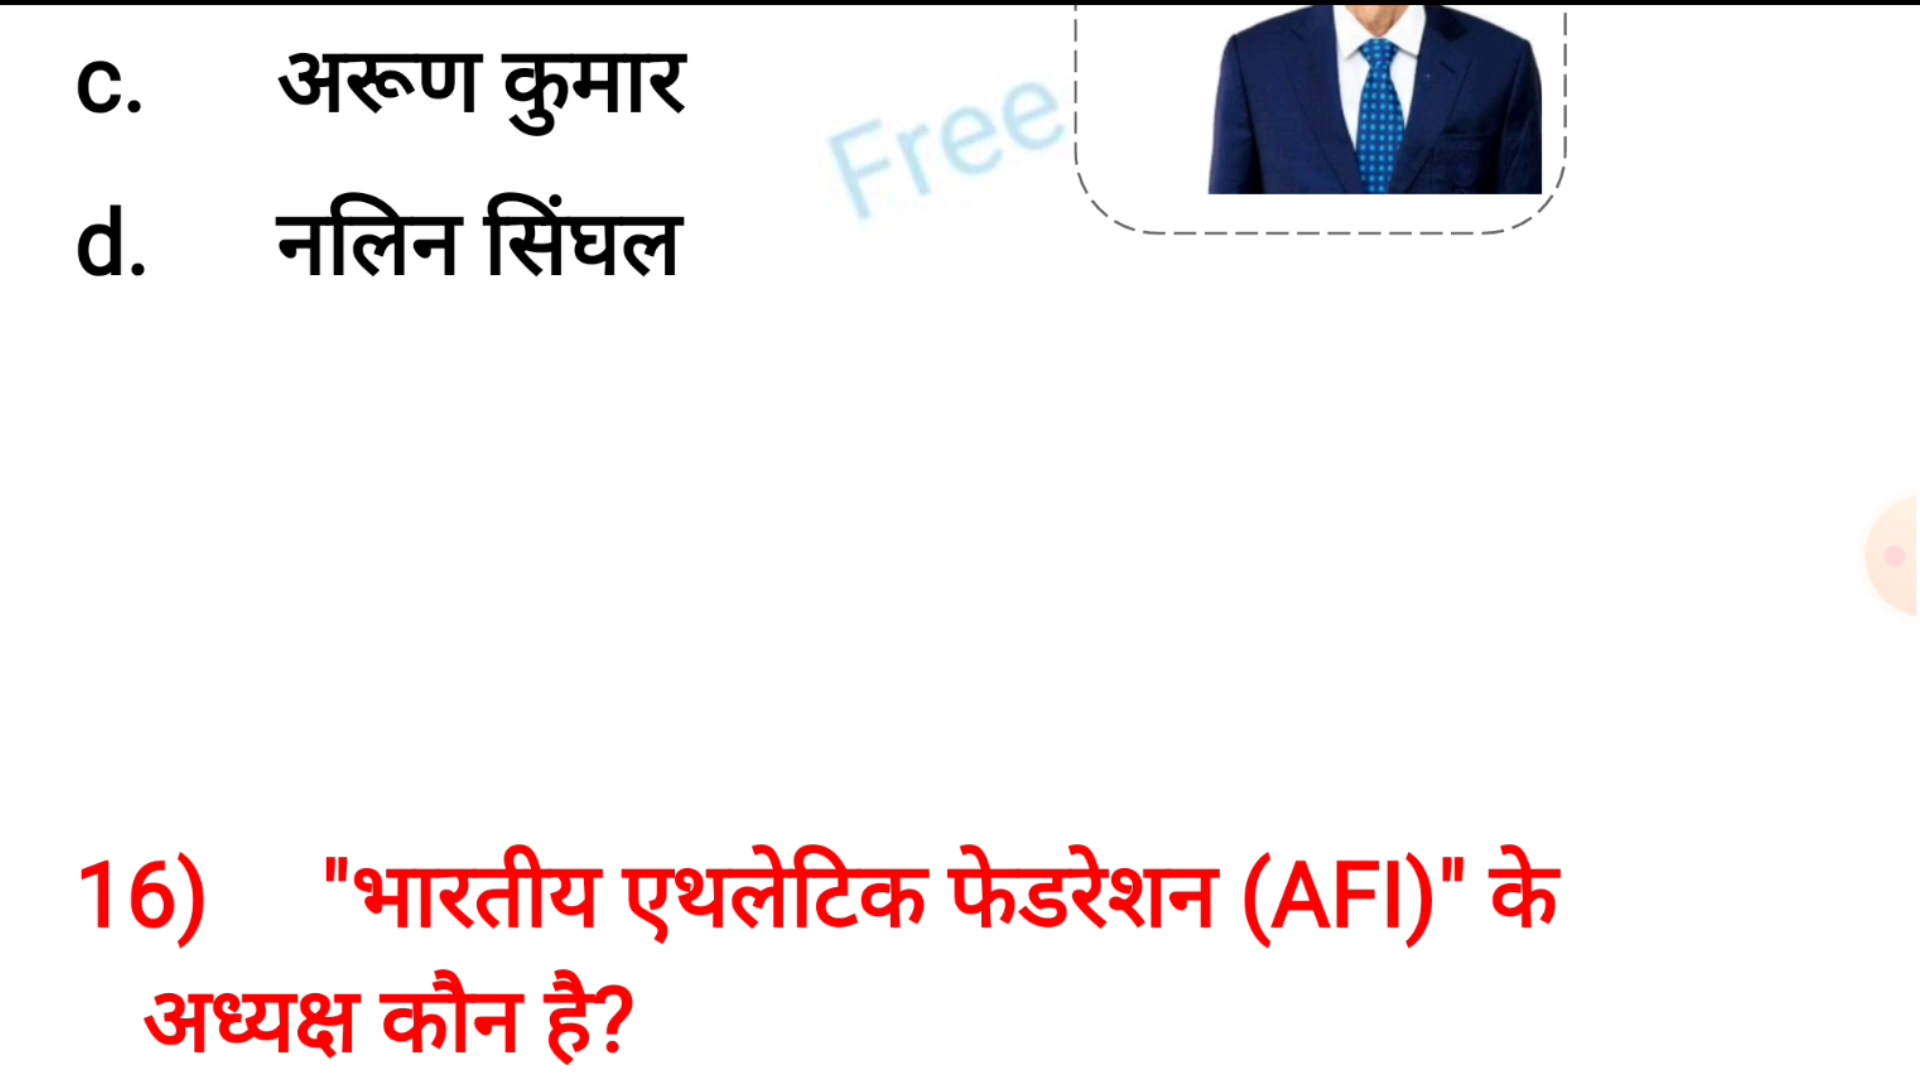 c. अरूण कुमार
Free
d. नलिन सिंघल
16) "भारतीय एथलेटिक फेडरेशन (AFI)" के
अध्यक्ष कौन है?